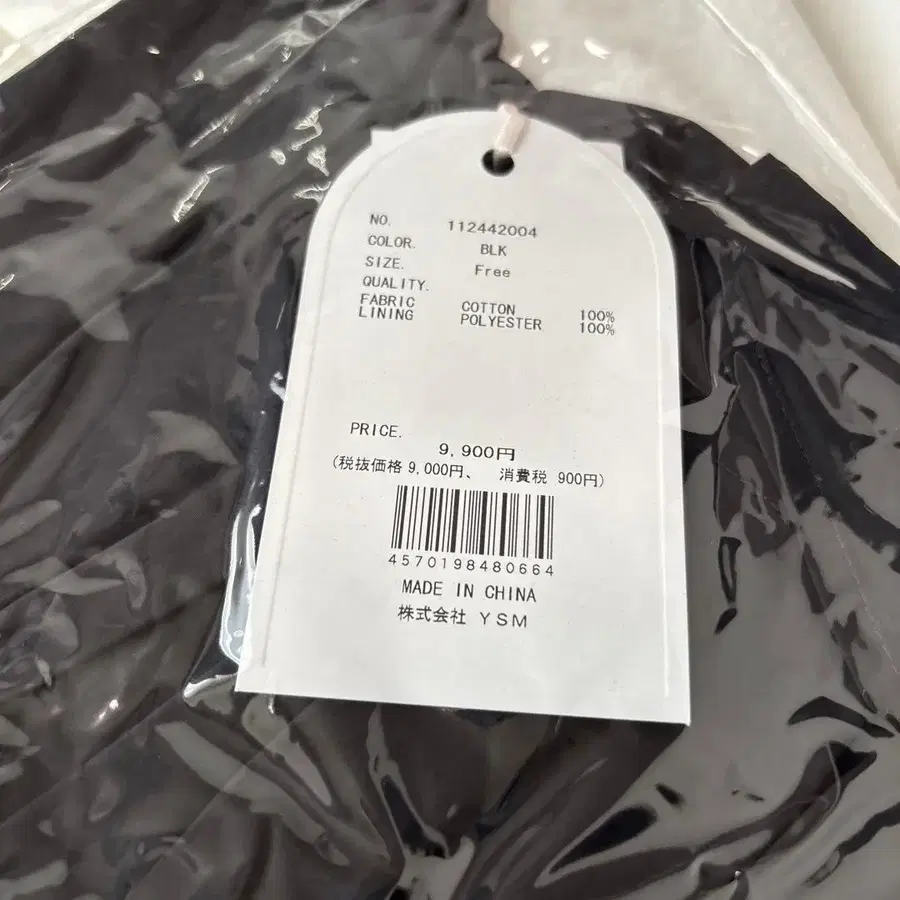 NO. 112442004
COLOR. BLK
SIZE. Free
QUALITY.
FABRIC COTTON 100%
LINING POLYESTER 100%
PRICE. 9,900円
(税抜価格 9,000円、 消費税 900円)
4570198480664
MADE IN CHINA
株式会社 YSM